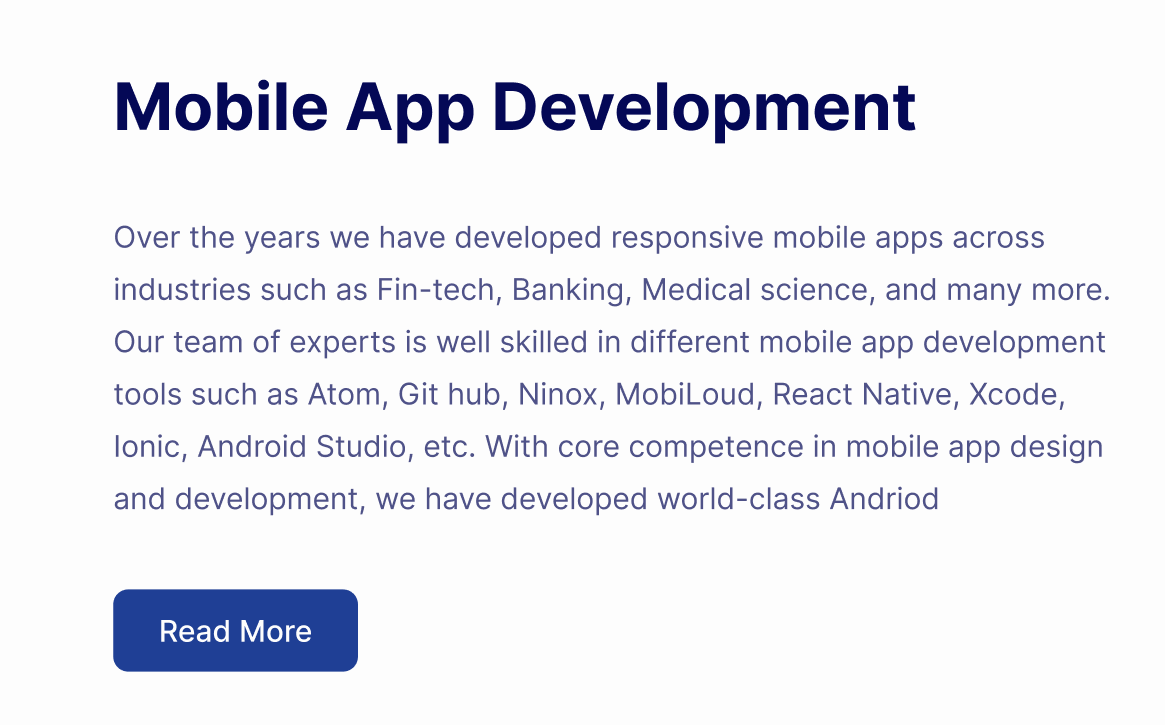 Mobile App Development
Over the years we have developed responsive mobile apps across
industries such as Fin-tech, Banking, Medical science, and many more.
Our team of experts is well skilled in different mobile app development
tools such as Atom, Git hub, Ninox, MobiLoud, React Native, Xcode,
Ionic, Android Studio, etc. With core competence in mobile app design
and development, we have developed world-class Andriod
Read More